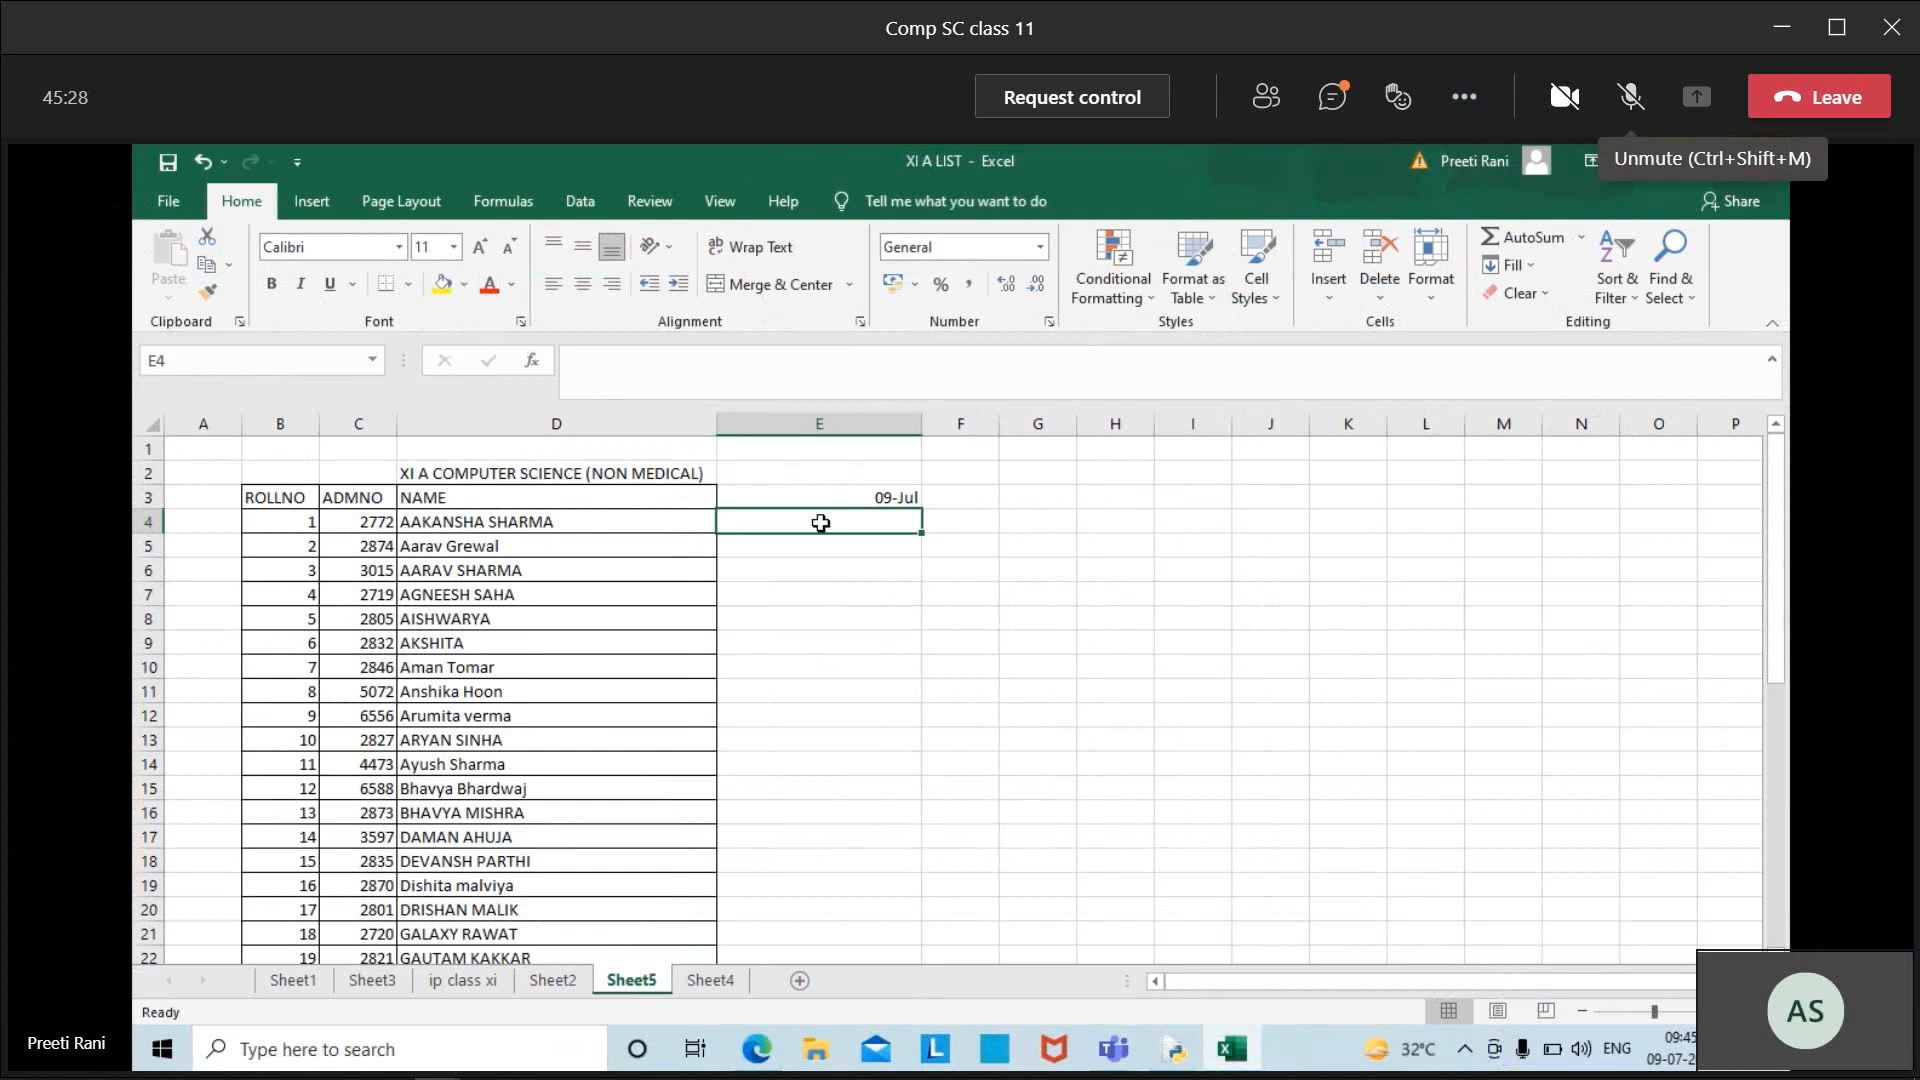 Comp SC class 11
45:28
Request control
Leave
Unmute (Ctrl+Shift+M)
XI A LIST - Excel
Preeti Rani
File Home Insert Page Layout Formulas Data Review View Help Tell me what you want to do Share
Paste
Clipboard
Calibri 11
B I U
Font
Wrap Text
Merge & Center
Alignment
General
% ,
Number
Conditional Formatting
Format as Table
Cell Styles
Styles
Insert Delete Format
Cells
AutoSum
Fill
Clear
Sort & Filter
Find & Select
Editing
E4 fx
A B C D E F G H I J K L M N O P
1
2 XI A COMPUTER SCIENCE (NON MEDICAL)
3 ROLLNO ADMNO NAME 09-Jul
4 1 2772 AAKANSHA SHARMA
5 2 2874 Aarav Grewal
6 3 3015 AARAV SHARMA
7 4 2719 AGNEESH SAHA
8 5 2805 AISHWARYA
9 6 2832 AKSHITA
10 7 2846 Aman Tomar
11 8 5072 Anshika Hoon
12 9 6556 Arumita verma
13 10 2827 ARYAN SINHA
14 11 4473 Ayush Sharma
15 12 6588 Bhavya Bhardwaj
16 13 2873 BHAVYA MISHRA
17 14 3597 DAMAN AHUJA
18 15 2835 DEVANSH PARTHI
19 16 2870 Dishita malviya
20 17 2801 DRISHAN MALIK
21 18 2720 GALAXY RAWAT
22 19 2821 GAUTAM KAKKAR
Sheet1 Sheet3 ip class xi Sheet2 Sheet5 Sheet4
Ready
AS
Preeti Rani
Type here to search
L
32°C
ENG
09:45
09-07-2